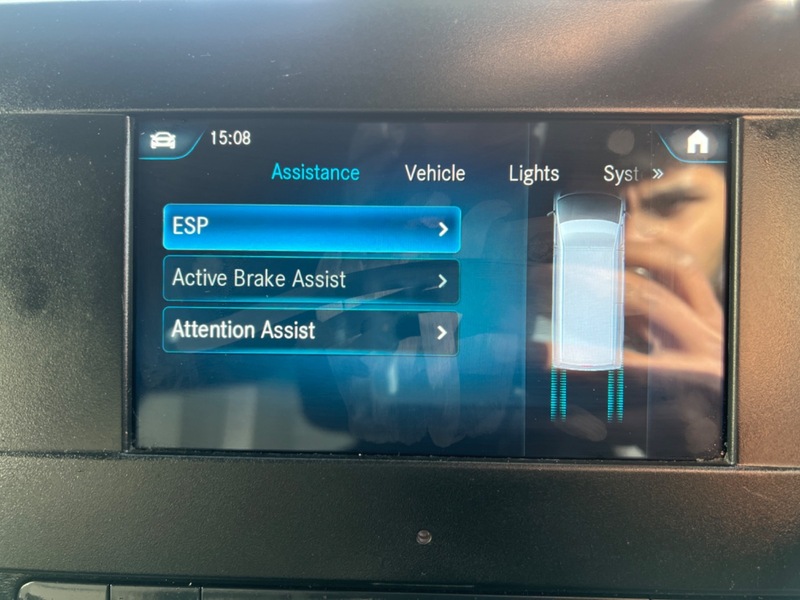 15:08
Assistance Vehicle Lights Syst »
ESP
Active Brake Assist
Attention Assist